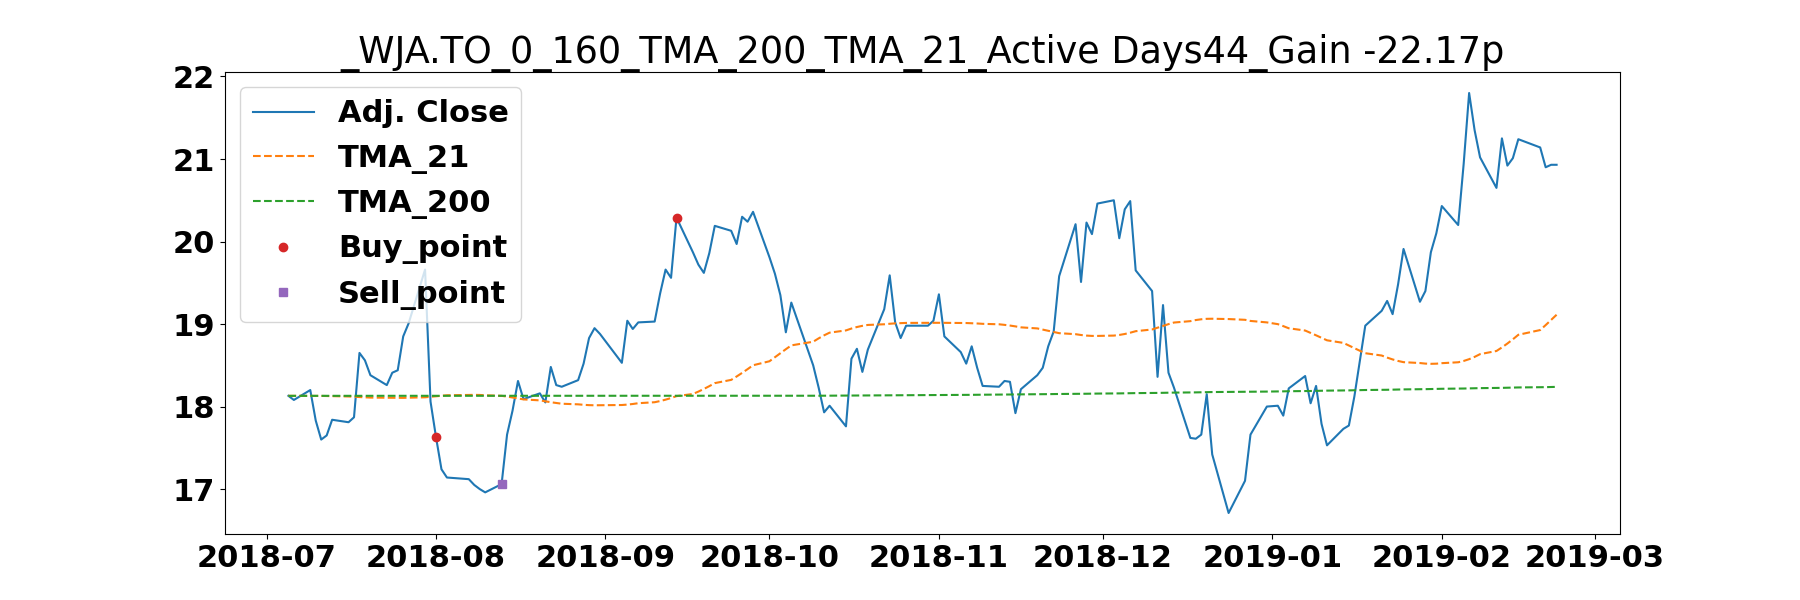 _WJA.TO_0_160_TMA_200_TMA_21_Active Days44_Gain -22.17p
22
21
20
19
18
17
Adj. Close
TMA_21
TMA_200
Buy_point
Sell_point
2018-07 2018-08 2018-09 2018-10 2018-11 2018-12 2019-01 2019-02 2019-03